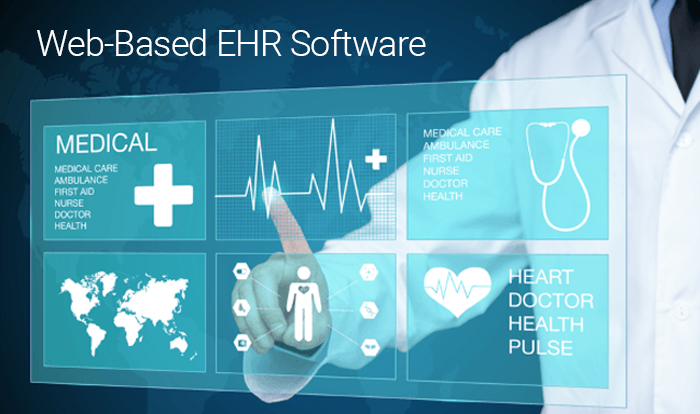 Web-Based EHR Software
MEDICAL
MEDICAL CARE
AMBULANCE
FIRST AID
NURSE
DOCTOR
HEALTH
MEDICAL CARE
AMBULANCE
FIRST AID
NURSE
DOCTOR
HEALTH
HEART
DOCTOR
HEALTH
PULSE